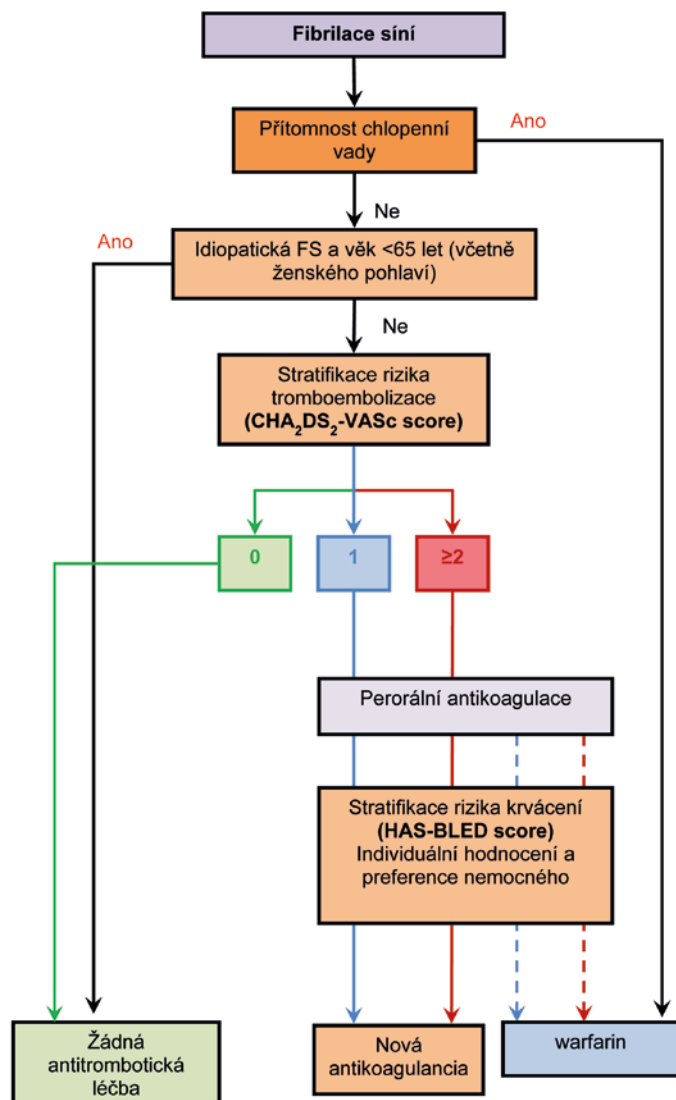 Fibrilace síní
Přítomnost chlopenní
vady
Ano
Ne
Ano
Idiopatická FS a věk <65 let (včetně
ženského pohlaví)
Ne
Stratifikace rizika
tromboembolizace
(CHA₂DS₂-VASc score)
0
1
≥2
Perorální antikoagulace
Stratifikace rizika krvácení
(HAS-BLED score)
Individuální hodnocení a
preference nemocného
Žádná
antitrombotická
léčba
Nová
antikoagulancia
warfarin